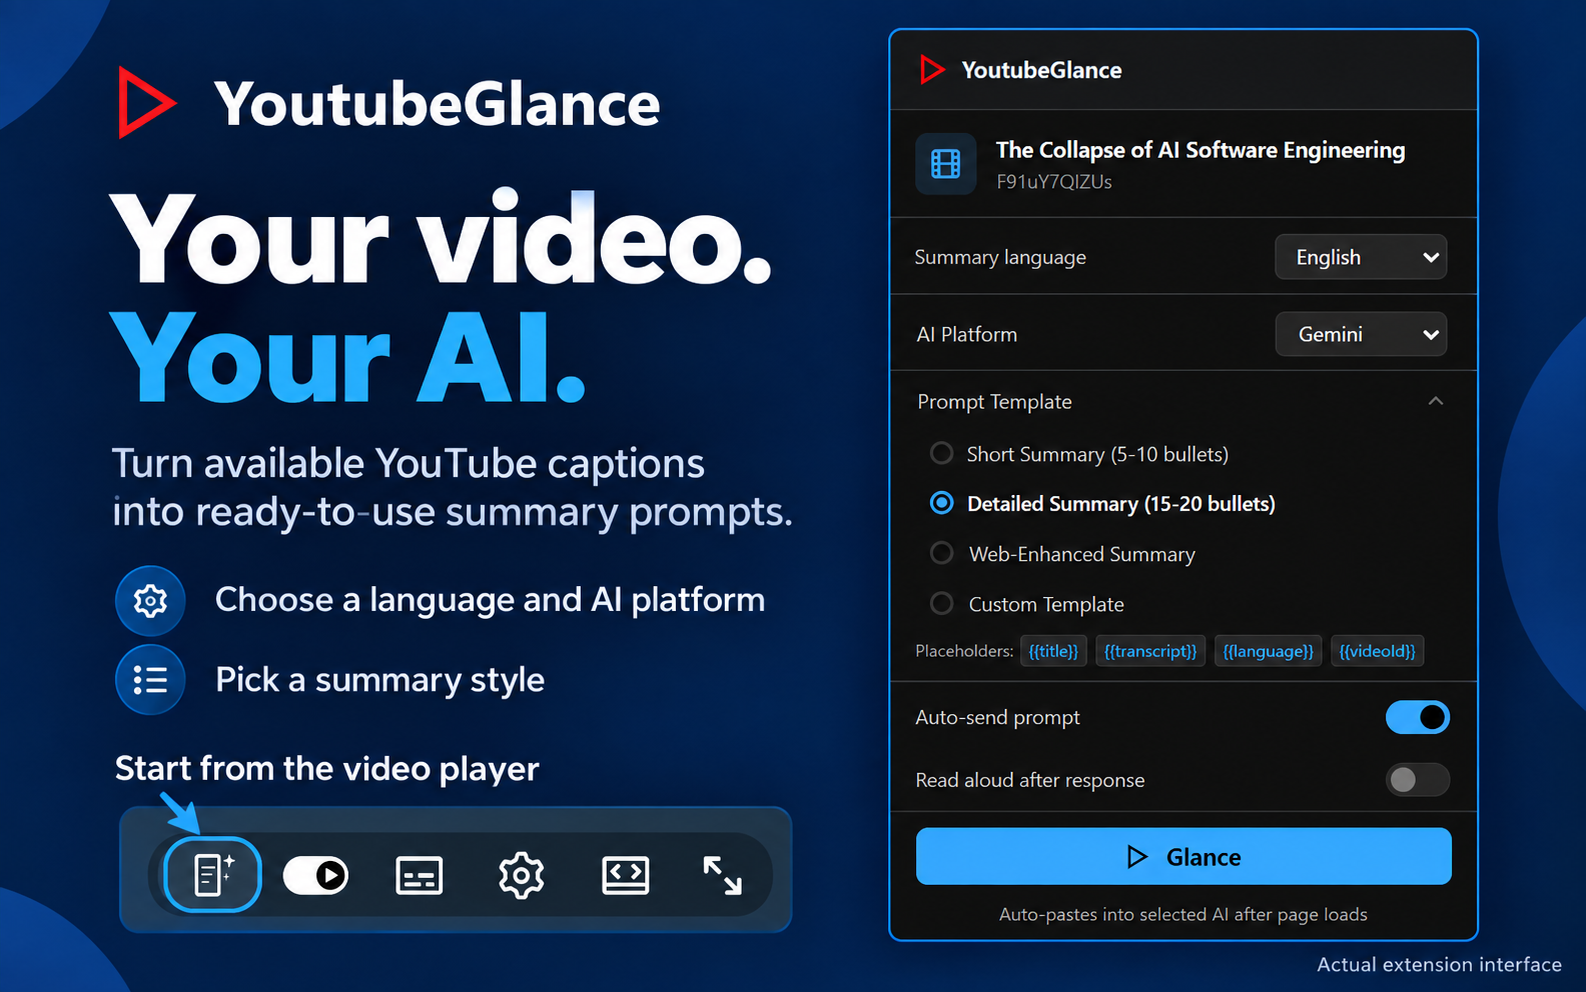 YoutubeGlance
Your video.
Your AI.
Turn available YouTube captions
into ready-to-use summary prompts.
Choose a language and AI platform
Pick a summary style
Start from the video player
YoutubeGlance
The Collapse of AI Software Engineering
F91uY7QIZUs
Summary language
English
AI Platform
Gemini
Prompt Template
Short Summary (5-10 bullets)
Detailed Summary (15-20 bullets)
Web-Enhanced Summary
Custom Template
Placeholders: {{title}} {{transcript}} {{language}} {{videoId}}
Auto-send prompt
Read aloud after response
Glance
Auto-pastes into selected AI after page loads
Actual extension interface